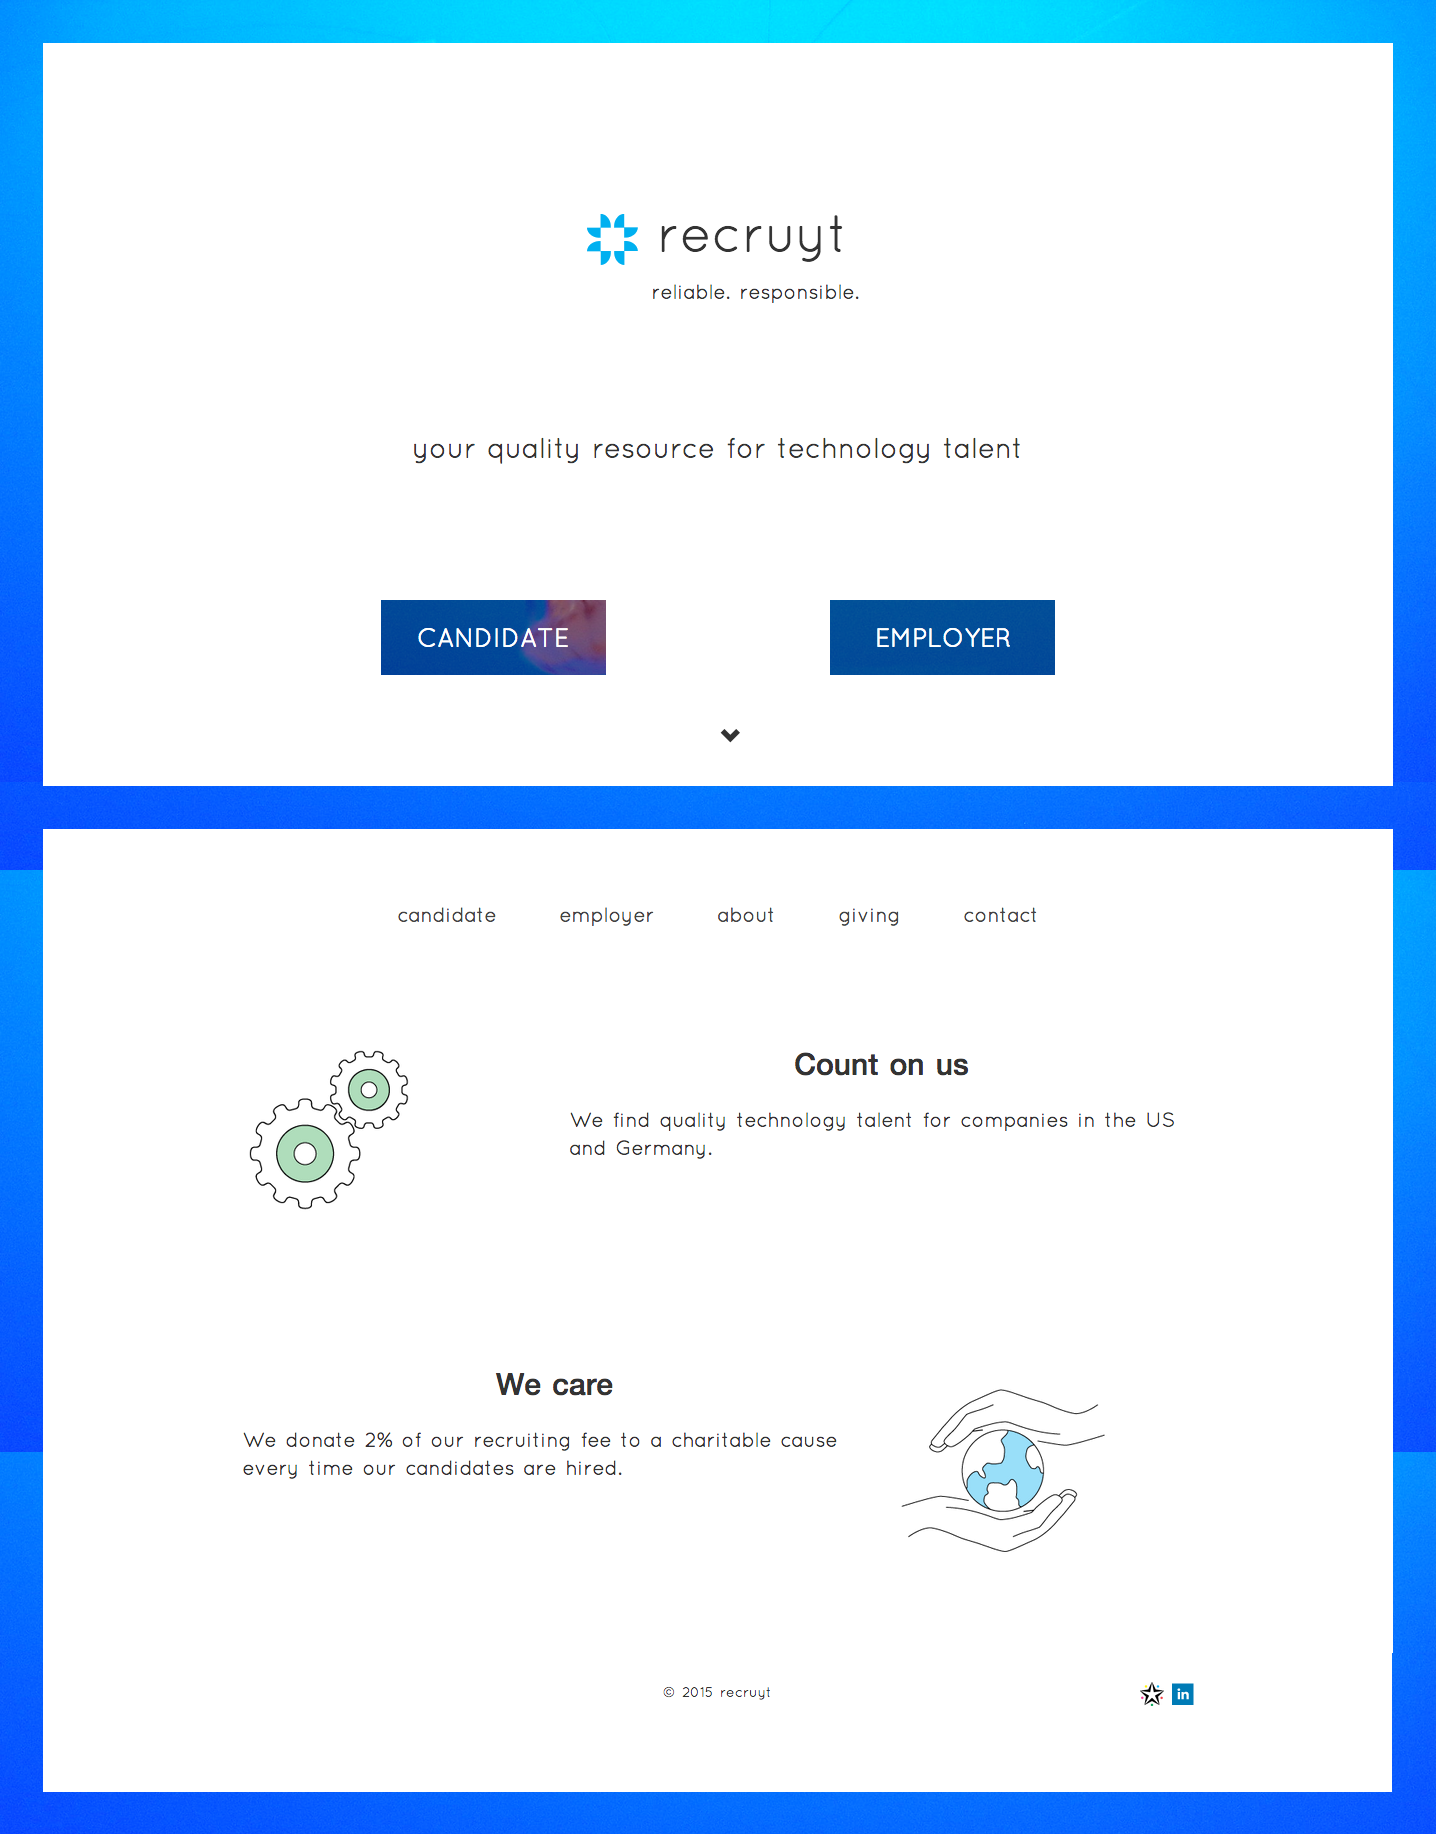 recruyt
reliable. responsible.
your quality resource for technology talent
CANDIDATE
EMPLOYER
candidate employer about giving contact
Count on us
We find quality technology talent for companies in the US
and Germany.
We care
We donate 2% of our recruiting fee to a charitable cause
every time our candidates are hired.
© 2015 recruyt
in